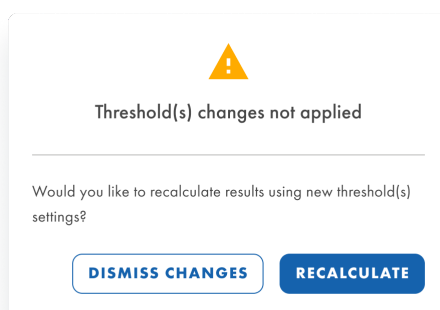 Threshold(s) changes not applied
Would you like to recalculate results using new threshold(s)
settings?
DISMISS CHANGES
RECALCULATE